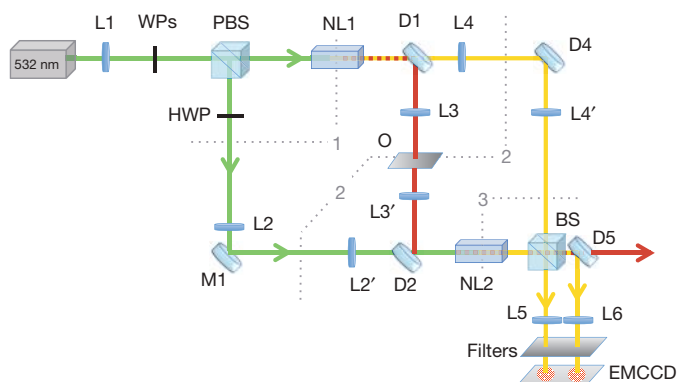 L1
WPs
PBS
NL1
D1
L4
D4
532 nm
HWP
L3
L4′
1
O
2
2
L3′
3
L2
BS
D5
M1
L2′
D2
NL2
L5
L6
Filters
EMCCD